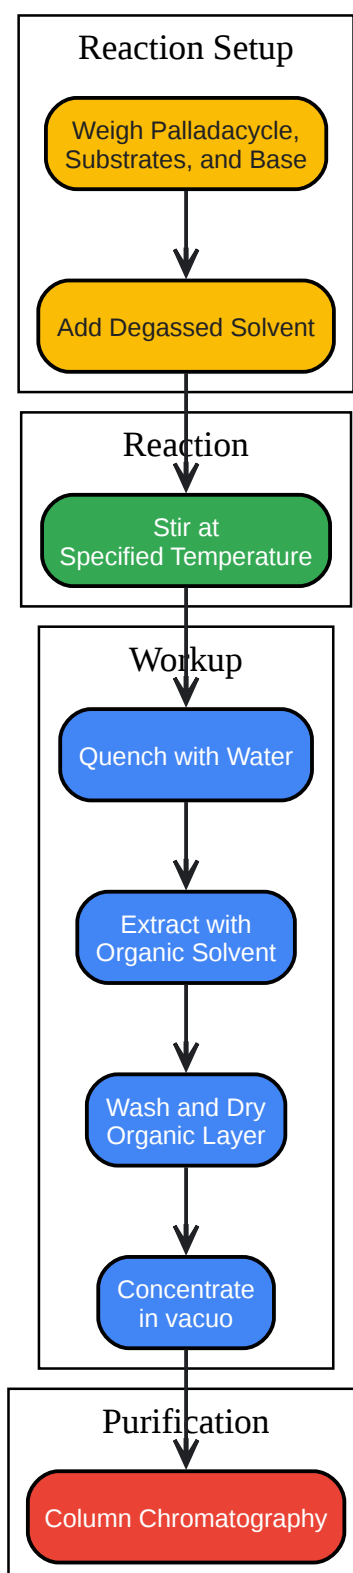 Reaction Setup
Weigh Palladacycle,
Substrates, and Base
Add Degassed Solvent
Reaction
Stir at
Specified Temperature
Workup
Quench with Water
Extract with
Organic Solvent
Wash and Dry
Organic Layer
Concentrate
in vacuo
Purification
Column Chromatography